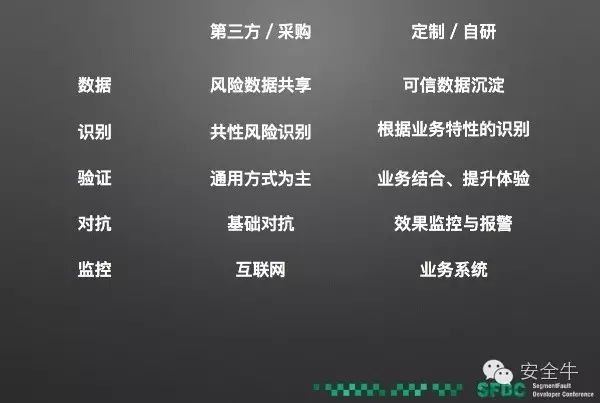 第三方 / 采购 定制 / 自研
数据 风险数据共享 可信数据沉淀
识别 共性风险识别 根据业务特性的识别
验证 通用方式为主 业务结合、提升体验
对抗 基础对抗 效果监控与报警
监控 互联网 业务系统
安全牛
SFDC SegmentFault
Developer Conference